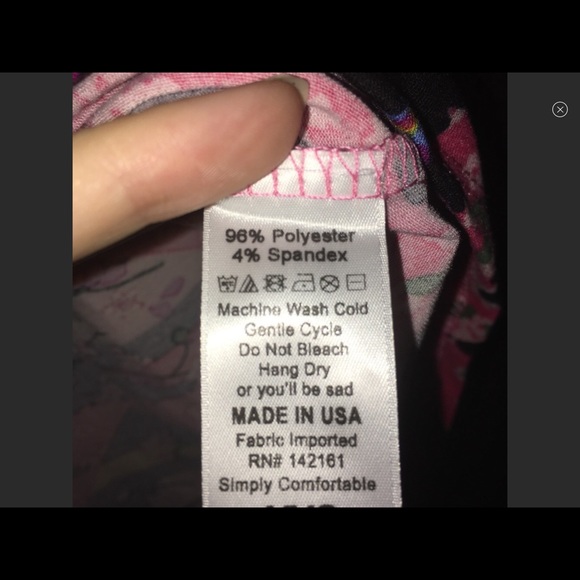 96% Polyester
4% Spandex
Machine Wash Cold
Gentle Cycle
Do Not Bleach
Hang Dry
or you'll be sad
MADE IN USA
Fabric Imported
RN# 142161
Simply Comfortable